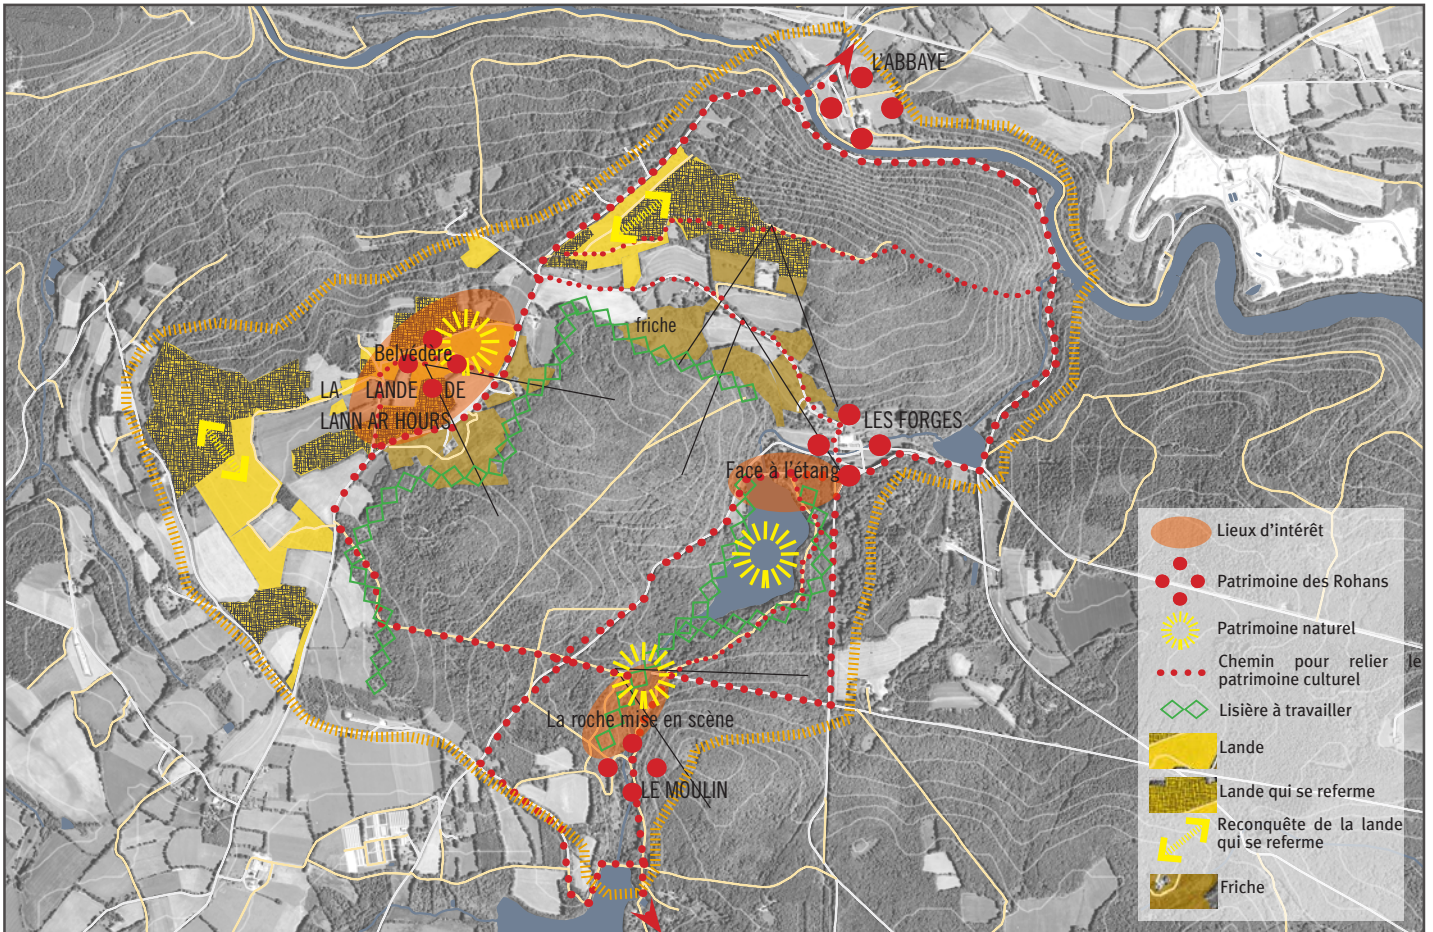 L'ABBAYE
friche
Belvédère
LA LANDE DE
LANN AR HOURS
LES FORGES
Face à l'étang
La roche mise en scène
LE MOULIN
Lieux d'intérêt
Patrimoine des Rohans
Patrimoine naturel
Chemin pour relier le
patrimoine culturel
Lisière à travailler
Lande
Lande qui se referme
Reconquête de la lande
qui se referme
Friche